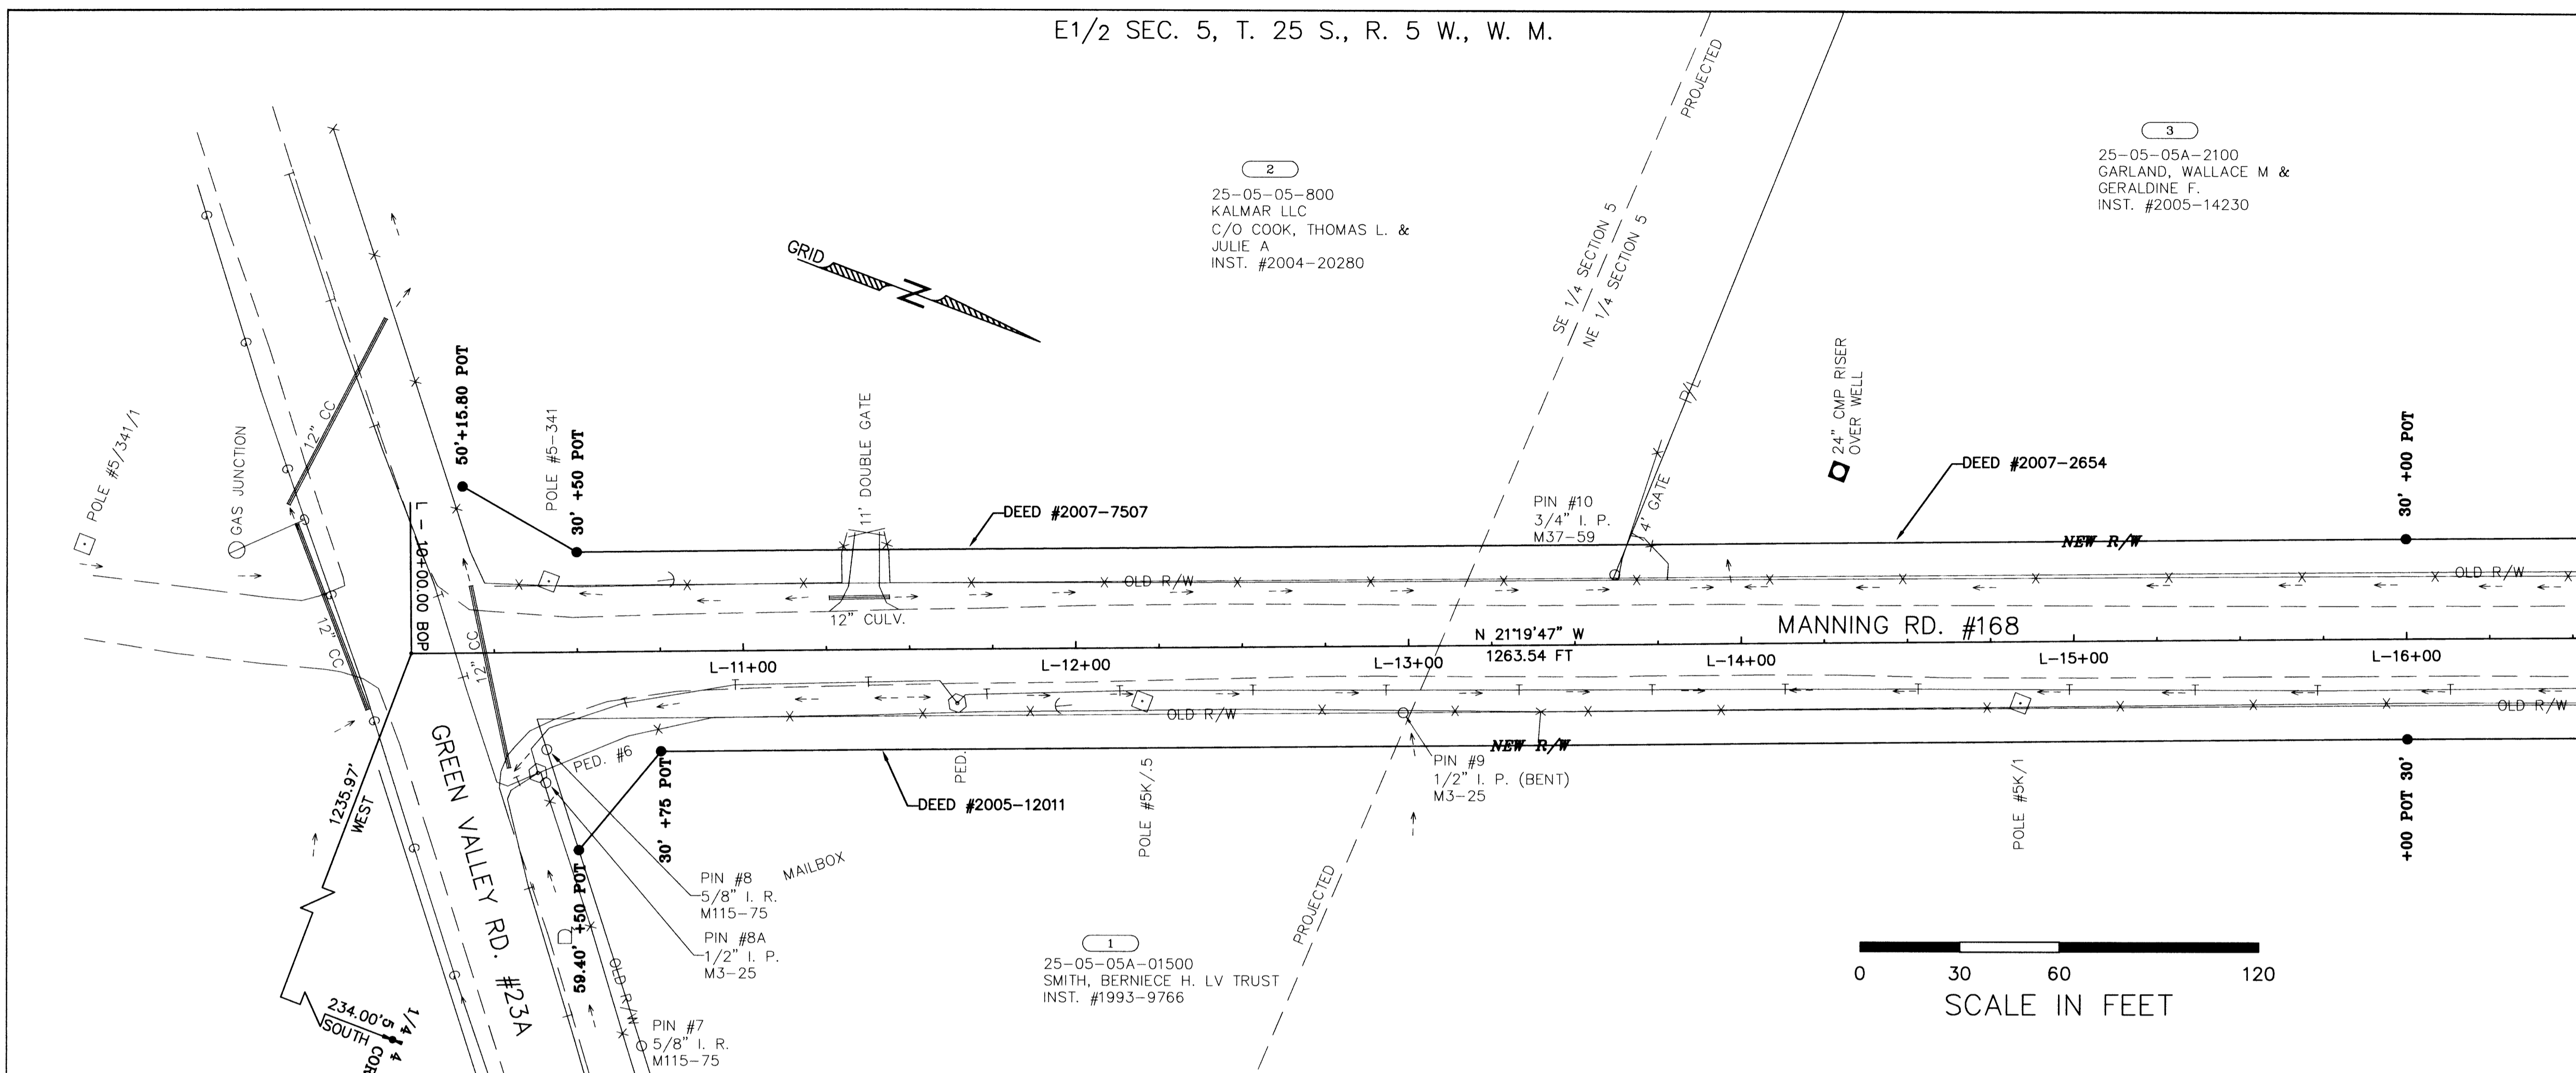 E1/2 SEC. 5, T. 25 S., R. 5 W., W. M.
PROJECTED
3
25-05-05A-2100
GARLAND, WALLACE M &
GERALDINE F.
INST. #2005-14230
2
25-05-05-800
KALMAR LLC
C/O COOK, THOMAS L. &
JULIE A
INST. #2004-20280
GRID
N
SE 1/4 SECTION 5
NE 1/4 SECTION 5
P/L
24" CMP RISER
OVER WELL
POLE #5/341/1
GAS JUNCTION
12" CC
50'+15.80 POT
POLE #5-341
30' +50 POT
11' DOUBLE GATE
DEED #2007-7507
PIN #10
3/4" I. P.
M37-59
4' GATE
DEED #2007-2654
NEW R/W
30' +00 POT
OLD R/W
OLD R/W
12" CULV.
L - 10+00.00 BOP
12" CC
12" CC
MANNING RD. #168
N 21°19'47" W
1263.54 FT
L-11+00
L-12+00
L-13+00
L-14+00
L-15+00
L-16+00
OLD R/W
OLD R/W
NEW R/W
PED. #6
30' +75 POT
PED.
DEED #2005-12011
POLE #5K/.5
PIN #9
1/2" I. P. (BENT)
M3-25
POLE #5K/1
+00 POT 30'
1235.97'
WEST
GREEN VALLEY RD. #23A
59.40' +50 POT
PIN #8
5/8" I. R.
M115-75
MAILBOX
PIN #8A
1/2" I. P.
M3-25
OLD R/W
PIN #7
5/8" I. R.
M115-75
1
25-05-05A-01500
SMITH, BERNIECE H. LV TRUST
INST. #1993-9766
PROJECTED
234.00'
SOUTH
1/4
5 4
COR
0 30 60 120
SCALE IN FEET